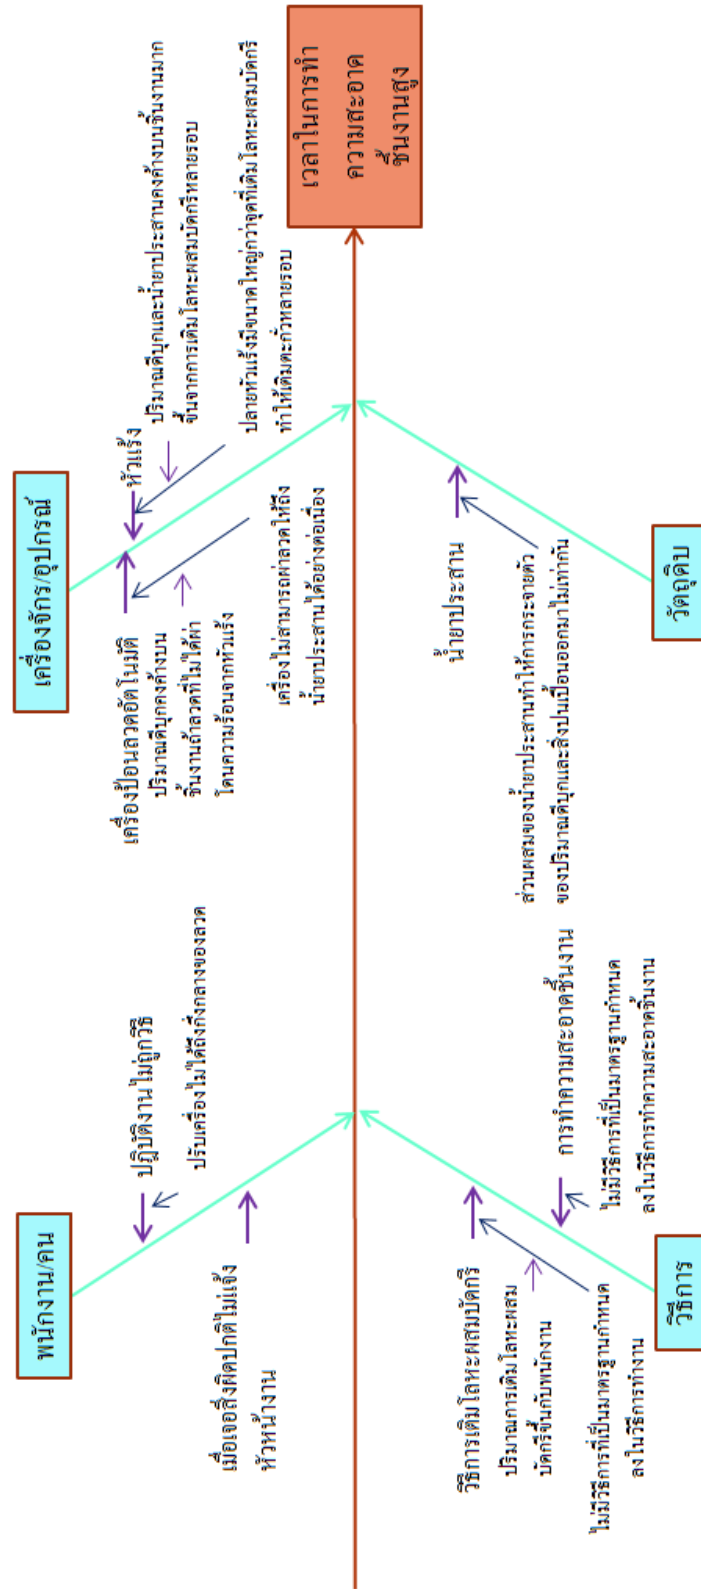 พนักงาน/คน
ปฏิบัติงานไม่ถูกวิธี
ปรับเครื่องไม่ได้ถึงกึ่งกลางของลวด
เมื่อเจอสิ่งผิดปกติไม่แจ้ง
หัวหน้างาน
เครื่องจักร/อุปกรณ์
หัวแร้ง
ปริมาณดีบุกและน้ำยาประสานคงค้างบนชิ้นงานมาก
ขึ้นจากการเติมโลหะผสมบัดกรีหลายรอบ
ปลายหัวแร้งมีขนาดใหญ่กว่าจุดที่เติมโลหะผสมบัดกรี
ทำให้เติมตะกั่วหลายรอบ
เครื่องป้อนลวดอัตโนมัติ
ปริมาณดีบุกคงค้างบน
ชิ้นงานถ้าลวดที่ไม่ได้ผ่า
โดนความร้อนจากหัวแร้ง
เครื่องไม่สามารถผ่าลวดให้ถึง
น้ำยาประสานได้อย่างต่อเนื่อง
เวลาในการทำ
ความสะอาด
ชิ้นงานสูง
วิธีการเติมโลหะผสมบัดกรี
ปริมาณการเติมโลหะผสม
บัดกรีขึ้นกับพนักงาน
ไม่มีวิธีการที่เป็นมาตรฐานกำหนด
ลงในวิธีการทำงาน
การทำความสะอาดชิ้นงาน
ไม่มีวิธีการที่เป็นมาตรฐานกำหนด
ลงในวิธีการทำความสะอาดชิ้นงาน
วิธีการ
น้ำยาประสาน
ส่วนผสมของน้ำยาประสานทำให้การกระจายตัว
ของปริมาณดีบุกและสิ่งปนเปื้อนออกมาไม่เท่ากัน
วัตถุดิบ